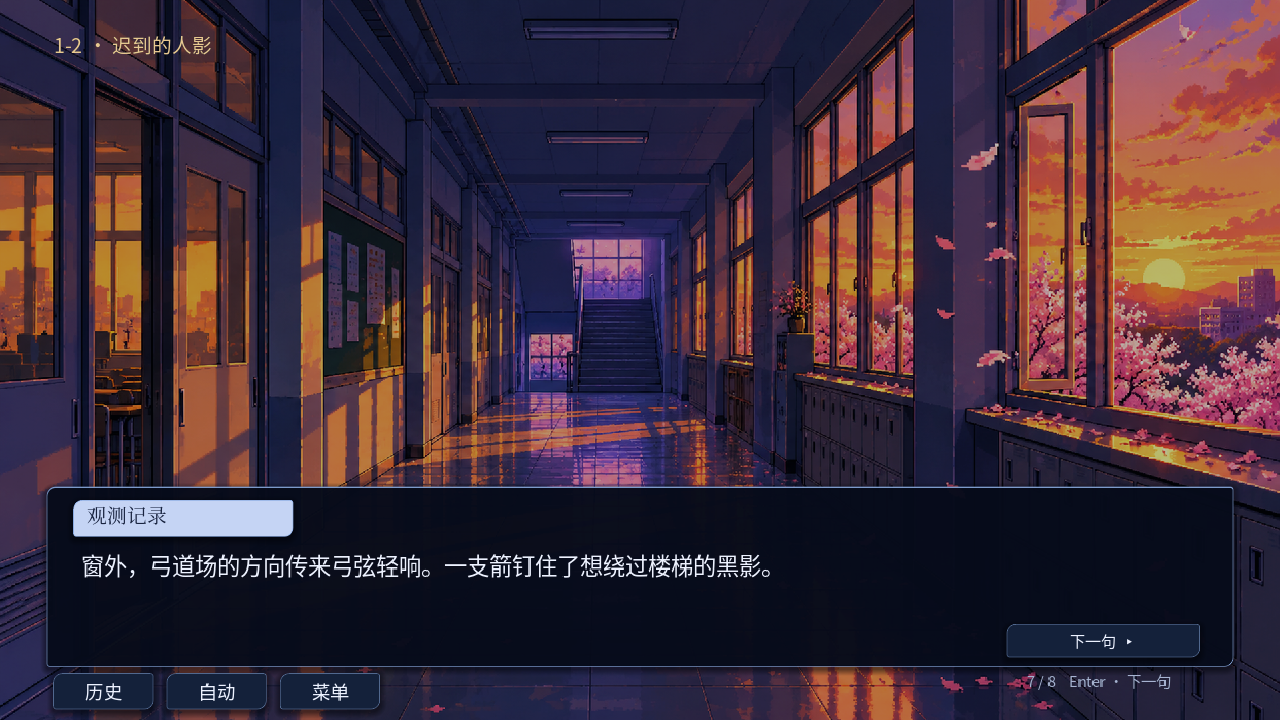 1-2 • 迟到的人影
观测记录
窗外，弓道场的方向传来弓弦轻响。一支箭钉住了想绕过楼梯的黑影。
下一句 ▸
历史
自动
菜单
7 / 8 Enter • 下一句